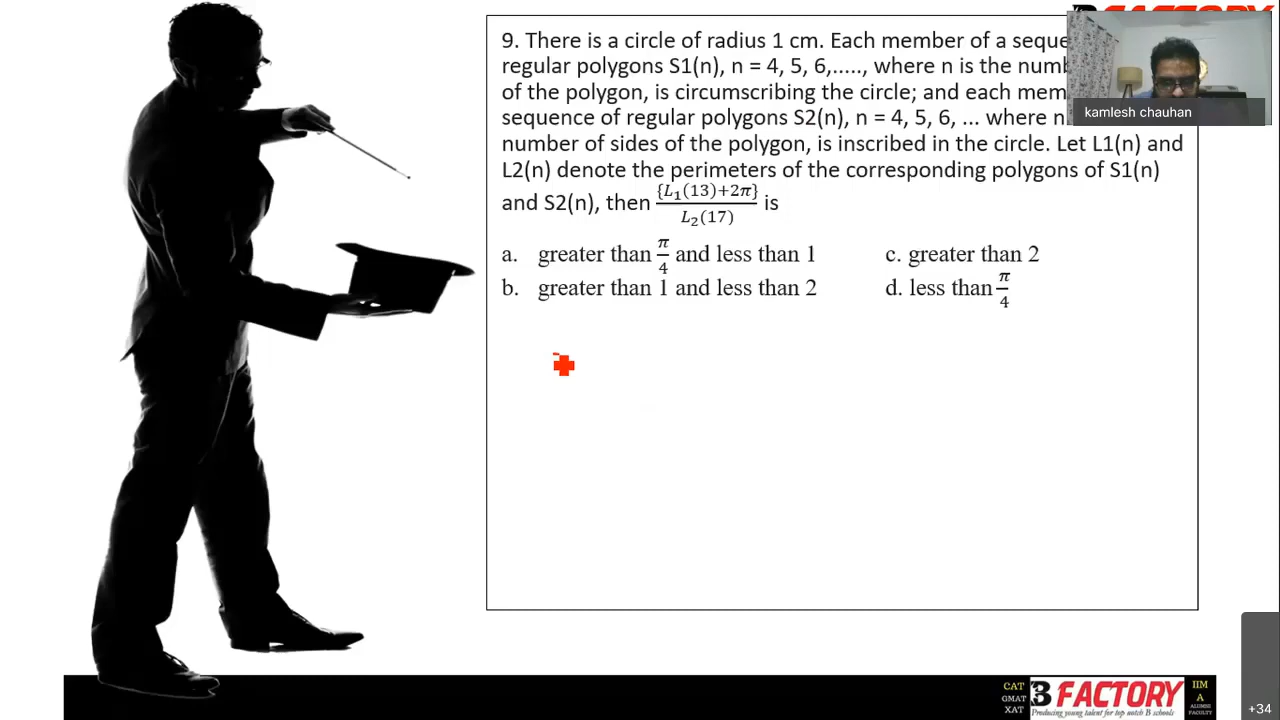 9. There is a circle of radius 1 cm. Each member of a seque
regular polygons S1(n), n = 4, 5, 6,....., where n is the numb
of the polygon, is circumscribing the circle; and each mem
sequence of regular polygons S2(n), n = 4, 5, 6, ... where n
number of sides of the polygon, is inscribed in the circle. Let L1(n) and
L2(n) denote the perimeters of the corresponding polygons of S1(n)
and S2(n), then {L₁(13)+2π}/L₂(17) is
a. greater than π/4 and less than 1
c. greater than 2
b. greater than 1 and less than 2
d. less than π/4
kamlesh chauhan
CAT
GMAT
XAT
B FACTORY
Producing young talent for top notch B schools
IIM
A
ALUMNI
FACULTY
+34